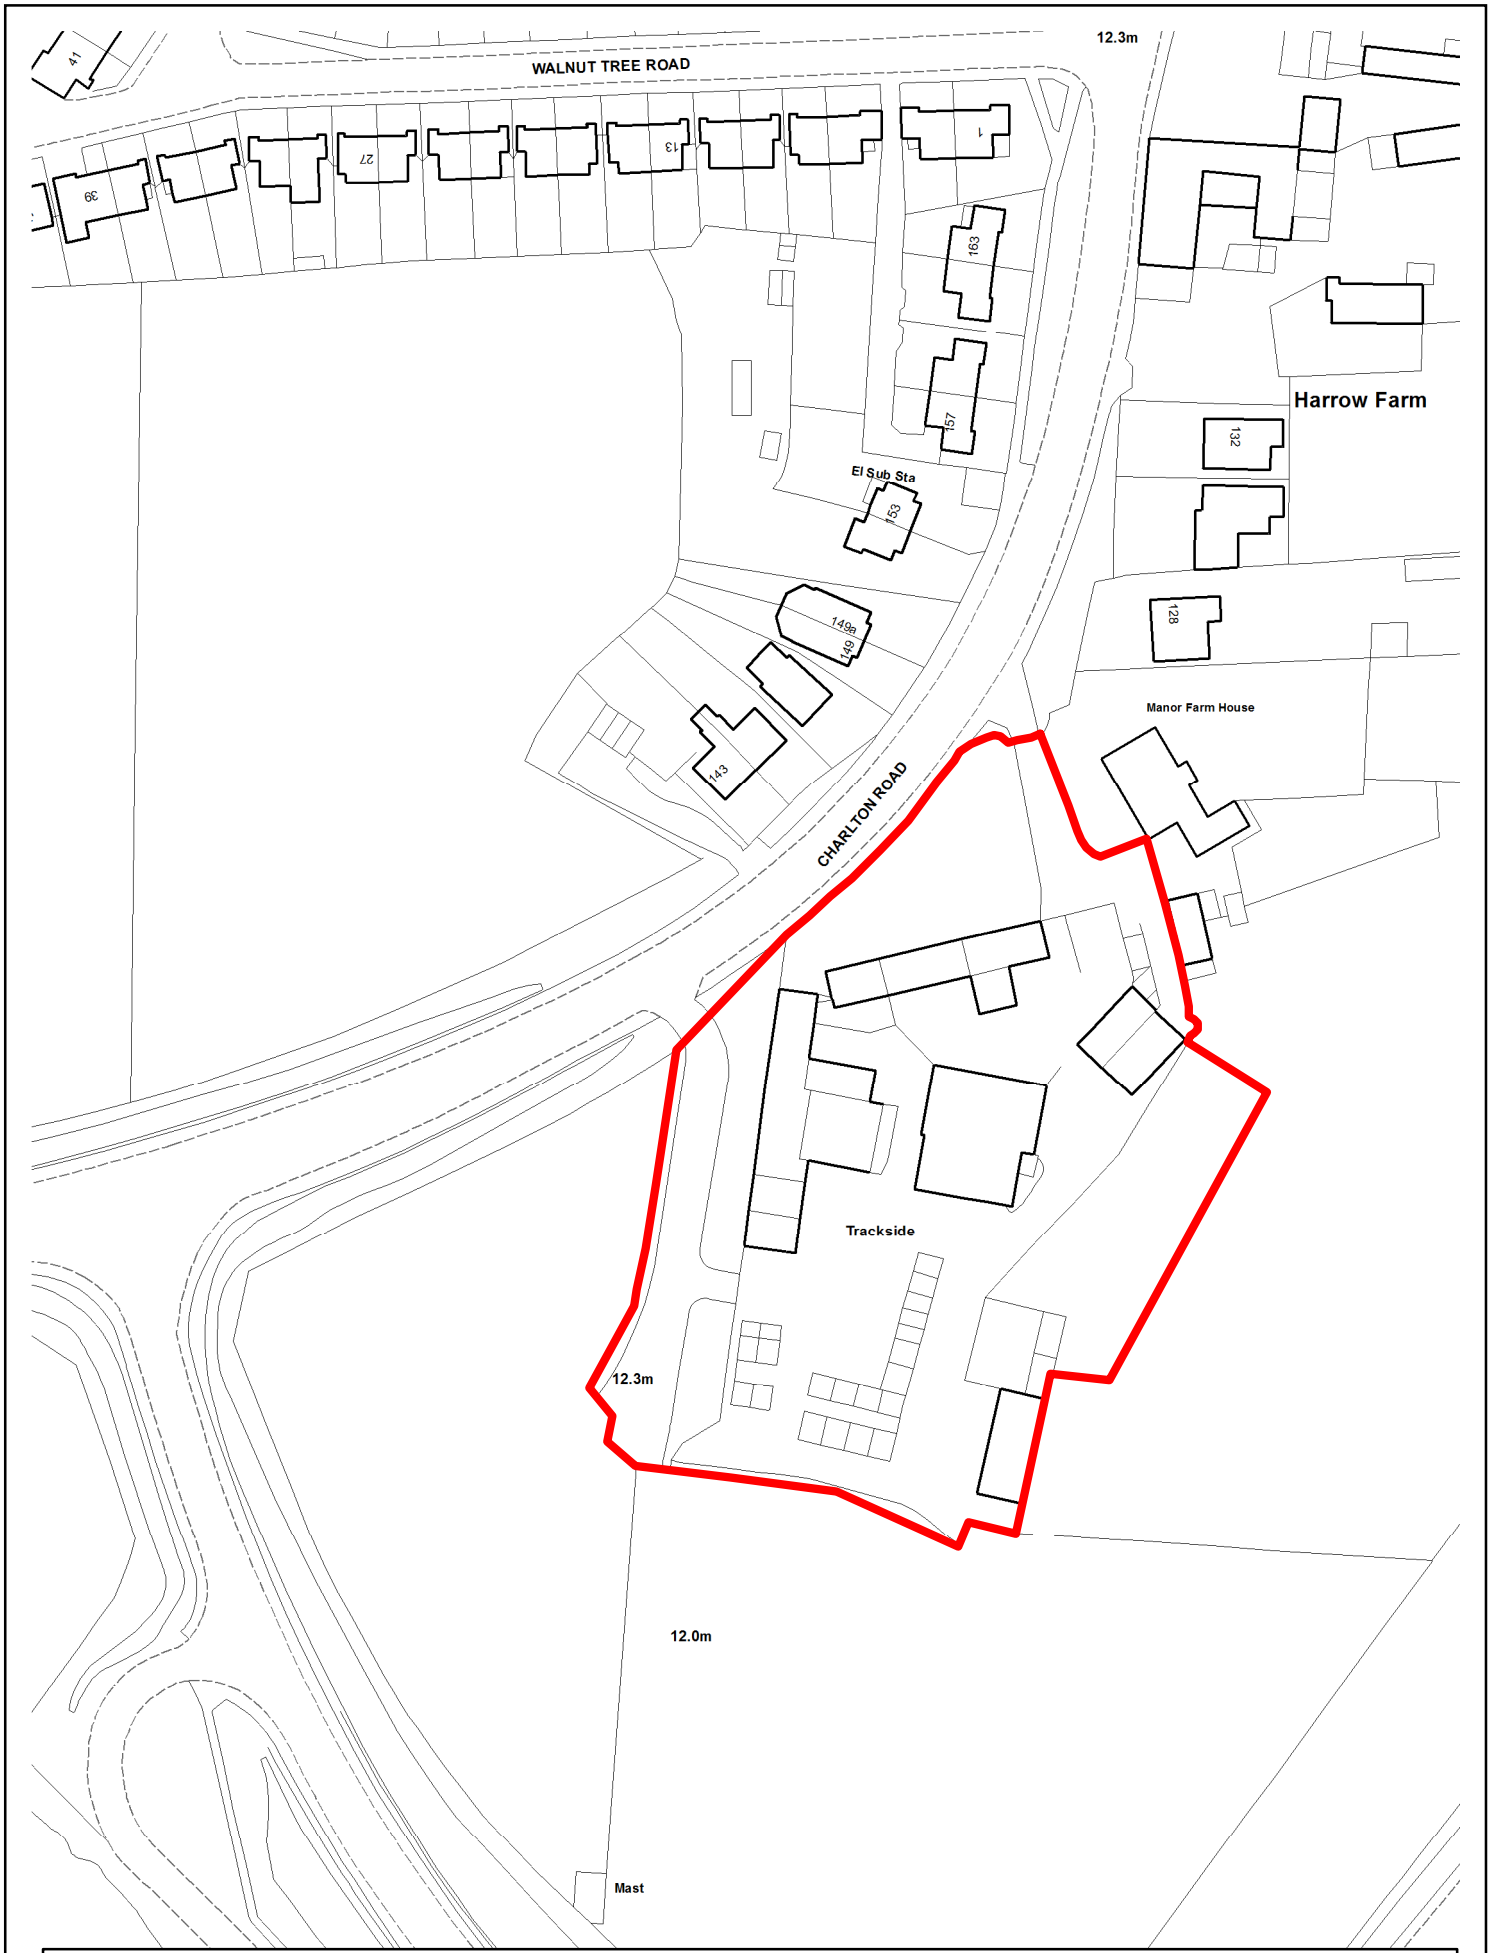 12.3m
41
WALNUT TREE ROAD
1
13
27
39
163
Harrow Farm
157
132
El Sub Sta
153
128
149a
149
Manor Farm House
143
CHARLTON ROAD
Trackside
12.3m
12.0m
Mast